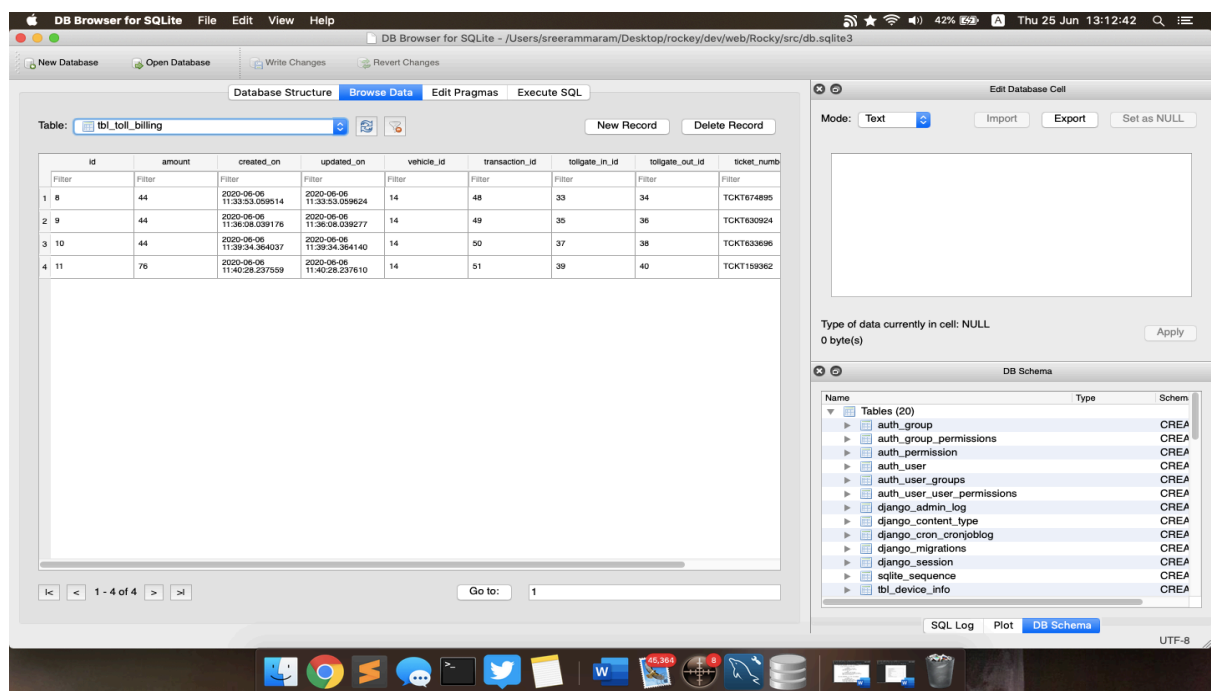 DB Browser for SQLite File Edit View Help 42% A Thu 25 Jun 13:12:42
DB Browser for SQLite - /Users/sreerammaram/Desktop/rockey/dev/web/Rocky/src/db.sqlite3
New Database Open Database Write Changes Revert Changes
Database Structure Browse Data Edit Pragmas Execute SQL
Table: tbl_toll_billing New Record Delete Record
id amount created_on updated_on vehicle_id transaction_id tollgate_in_id tollgate_out_id ticket_numb
Filter Filter Filter Filter Filter Filter Filter Filter Filter
1 8 44 2020-06-06 11:33:53.059514 2020-06-06 11:33:53.059624 14 48 33 34 TCKT674895
2 9 44 2020-06-06 11:36:08.039176 2020-06-06 11:36:08.039277 14 49 35 36 TCKT630924
3 10 44 2020-06-06 11:39:34.364037 2020-06-06 11:39:34.364140 14 50 37 38 TCKT633696
4 11 76 2020-06-06 11:40:28.237559 2020-06-06 11:40:28.237610 14 51 39 40 TCKT159362
|< < 1 - 4 of 4 > >| Go to: 1
Edit Database Cell
Mode: Text Import Export Set as NULL
Type of data currently in cell: NULL
0 byte(s)
Apply
DB Schema
Name Type Schem
Tables (20)
auth_group CREA
auth_group_permissions CREA
auth_permission CREA
auth_user CREA
auth_user_groups CREA
auth_user_user_permissions CREA
django_admin_log CREA
django_content_type CREA
django_cron_cronjoblog CREA
django_migrations CREA
django_session CREA
sqlite_sequence CREA
tbl_device_info CREA
SQL Log Plot DB Schema
UTF-8
W 45,364 8